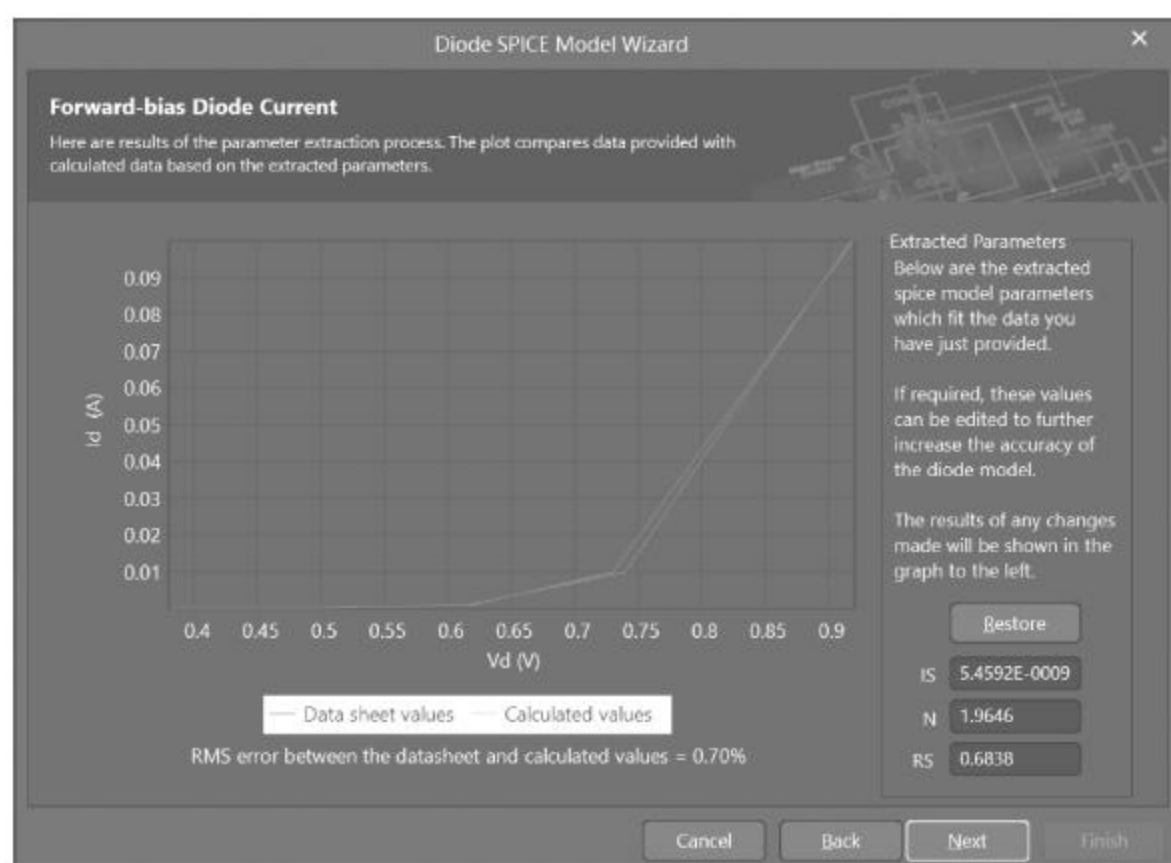 Diode SPICE Model Wizard
×
Forward-bias Diode Current
Here are results of the parameter extraction process. The plot compares data provided with
calculated data based on the extracted parameters.
Extracted Parameters
Below are the extracted
spice model parameters
which fit the data you
have just provided.
If required, these values
can be edited to further
increase the accuracy of
the diode model.
The results of any changes
made will be shown in the
graph to the left.
Restore
IS 5.4592E-0009
N 1.9646
RS 0.6838
0.09
0.08
0.07
0.06
0.05
0.04
0.03
0.02
0.01
Id (A)
0.4 0.45 0.5 0.55 0.6 0.65 0.7 0.75 0.8 0.85 0.9
Vd (V)
Data sheet values Calculated values
RMS error between the datasheet and calculated values = 0.70%
Cancel Back Next Finish